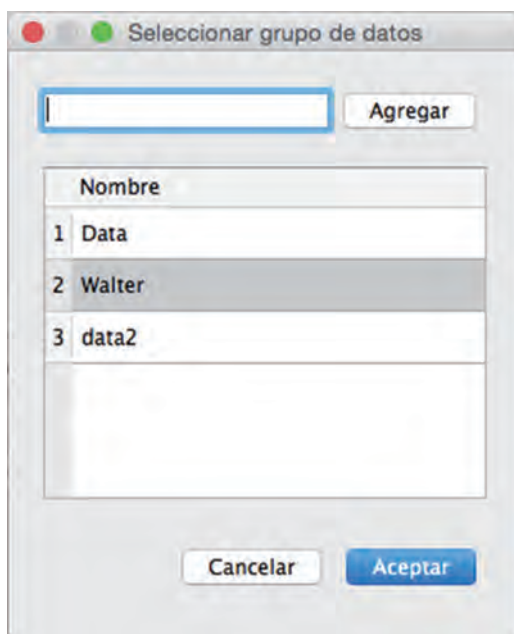 Seleccionar grupo de datos
Agregar
Nombre
1 Data
2 Walter
3 data2
Cancelar
Aceptar